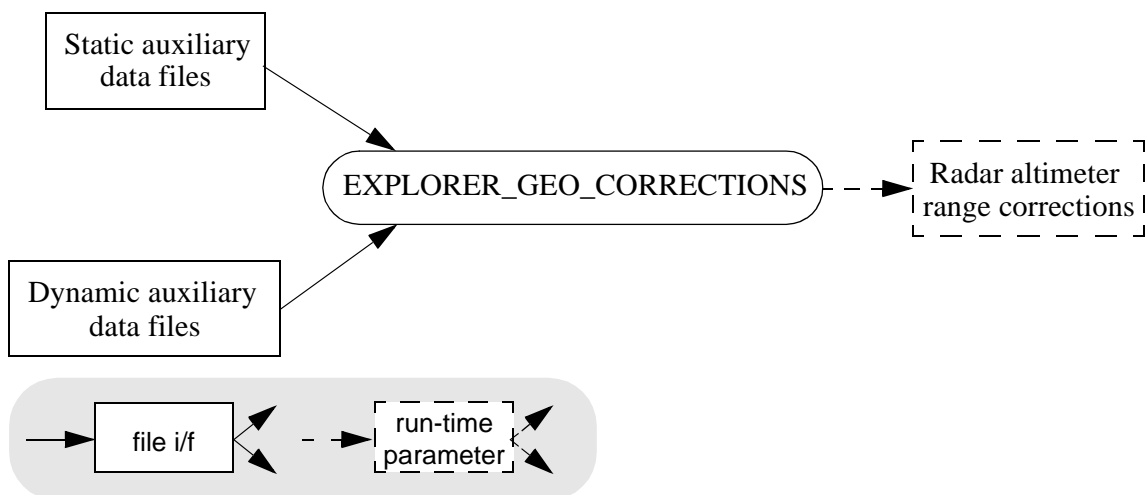 Static auxiliary
data files
EXPLORER_GEO_CORRECTIONS
Radar altimeter
range corrections
Dynamic auxiliary
data files
file i/f
run-time
parameter